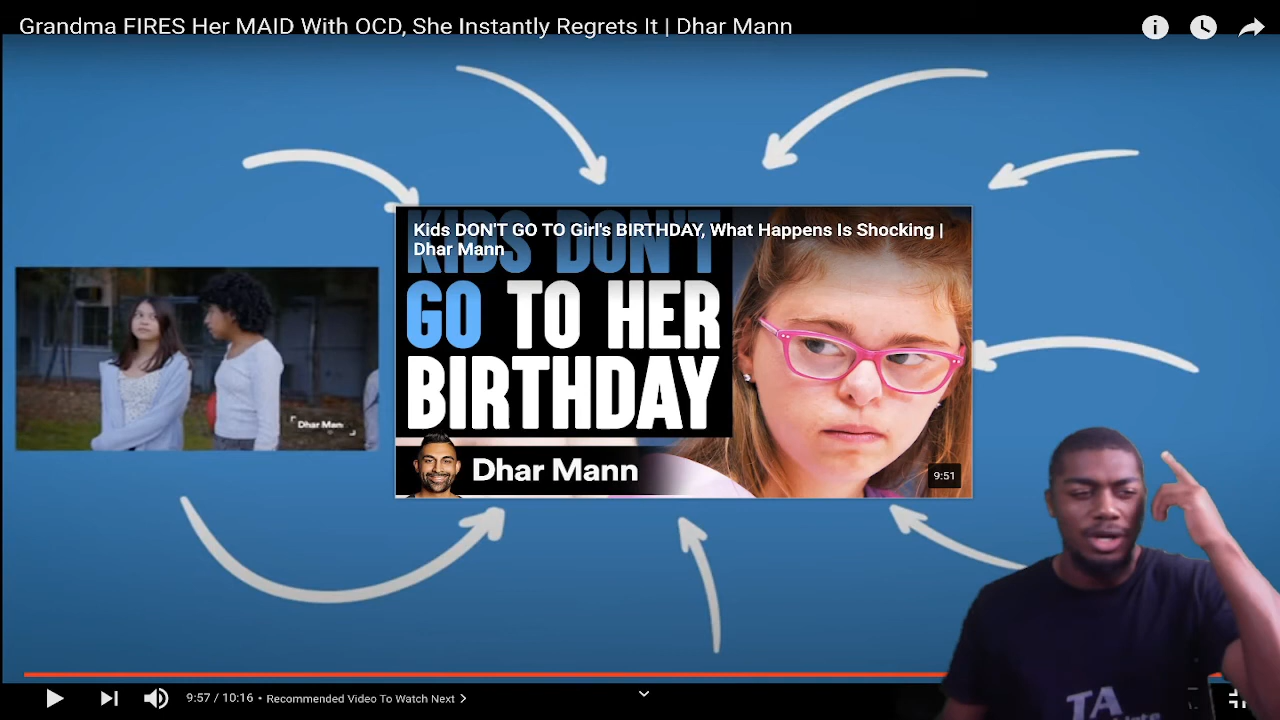 Grandma FIRES Her MAID With OCD, She Instantly Regrets It | Dhar Mann
Kids DON'T GO TO Girl's BIRTHDAY, What Happens Is Shocking |
Dhar Mann
KIDS DON'T
GO TO HER
BIRTHDAY
Dhar Mann
9:51
Dhar Mann
TA
9:57 / 10:16 • Recommended Video To Watch Next >